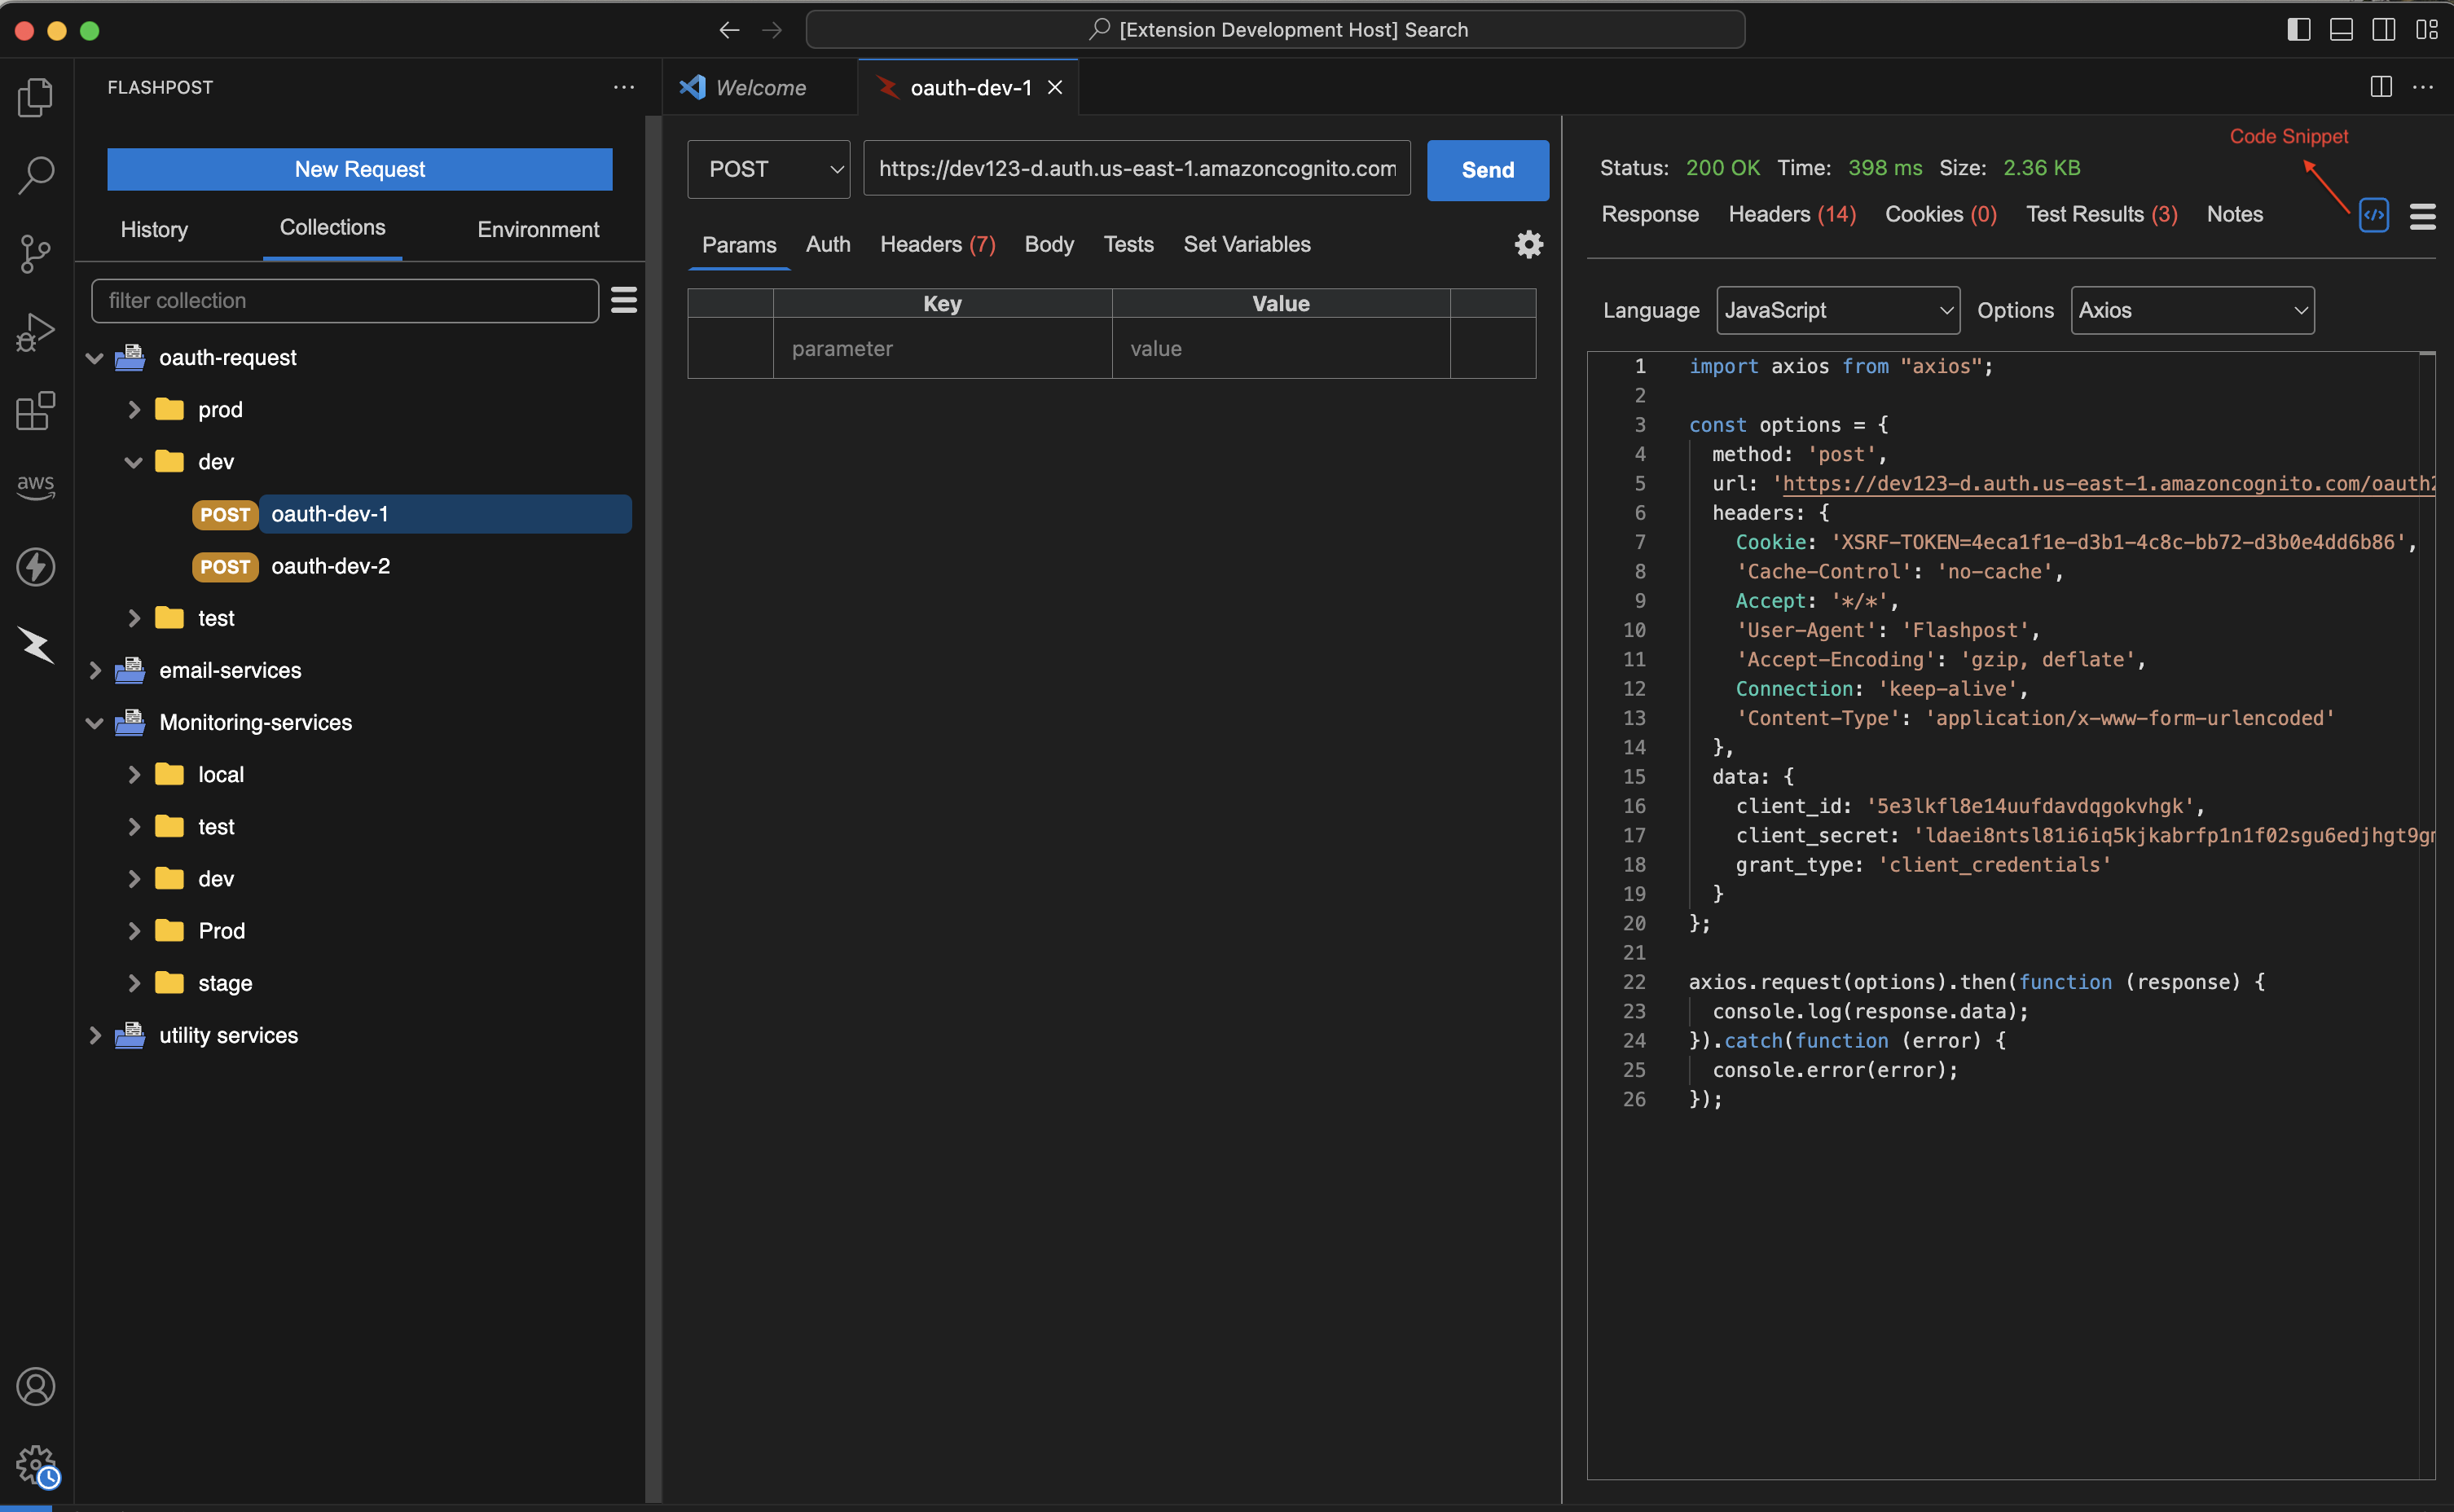 [Extension Development Host] Search
FLASHPOST
Welcome
oauth-dev-1
New Request
History
Collections
Environment
filter collection
oauth-request
prod
dev
POST oauth-dev-1
POST oauth-dev-2
test
email-services
Monitoring-services
local
test
dev
Prod
stage
utility services
aws
POST
https://dev123-d.auth.us-east-1.amazoncognito.com
Send
Params
Auth
Headers (7)
Body
Tests
Set Variables
Key
Value
parameter
value
Code Snippet
Status: 200 OK Time: 398 ms Size: 2.36 KB
Response
Headers (14)
Cookies (0)
Test Results (3)
Notes
Language JavaScript Options Axios
1 import axios from "axios";
2
3 const options = {
4 method: 'post',
5 url: 'https://dev123-d.auth.us-east-1.amazoncognito.com/oauth2
6 headers: {
7 Cookie: 'XSRF-TOKEN=4eca1f1e-d3b1-4c8c-bb72-d3b0e4dd6b86',
8 'Cache-Control': 'no-cache',
9 Accept: '*/*',
10 'User-Agent': 'Flashpost',
11 'Accept-Encoding': 'gzip, deflate',
12 Connection: 'keep-alive',
13 'Content-Type': 'application/x-www-form-urlencoded'
14 },
15 data: {
16 client_id: '5e3lkfl8e14uufdavdqgokvhgk',
17 client_secret: 'ldaei8ntsl81i6iq5kjkabrfp1n1f02sgu6edjhgt9gm
18 grant_type: 'client_credentials'
19 }
20 };
21
22 axios.request(options).then(function (response) {
23 console.log(response.data);
24 }).catch(function (error) {
25 console.error(error);
26 });